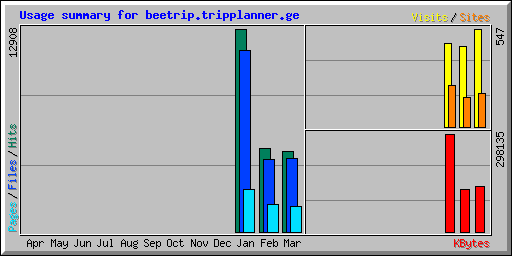 Usage summary for beetrip.tripplanner.ge
Visits / Sites
12908
547
298135
Pages / Files / Hits
Apr May Jun Jul Aug Sep Oct Nov Dec Jan Feb Mar
KBytes